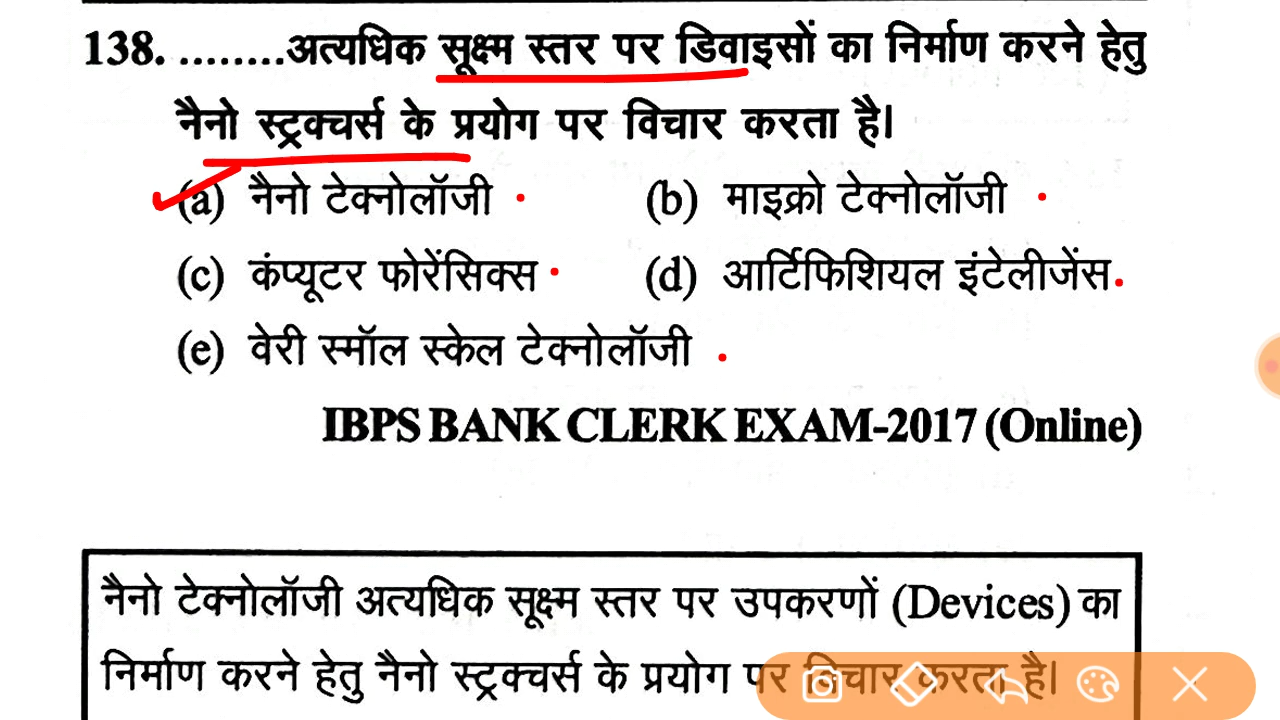 138. ........अत्यधिक सूक्ष्म स्तर पर डिवाइसों का निर्माण करने हेतु
नैनो स्ट्रक्चर्स के प्रयोग पर विचार करता है।
(a) नैनो टेक्नोलॉजी (b) माइक्रो टेक्नोलॉजी
(c) कंप्यूटर फोरेंसिक्स (d) आर्टिफिशियल इंटेलीजेंस
(e) वेरी स्मॉल स्केल टेक्नोलॉजी
IBPS BANK CLERK EXAM-2017 (Online)
नैनो टेक्नोलॉजी अत्यधिक सूक्ष्म स्तर पर उपकरणों (Devices) का
निर्माण करने हेतु नैनो स्ट्रक्चर्स के प्रयोग पर विचार करता है।